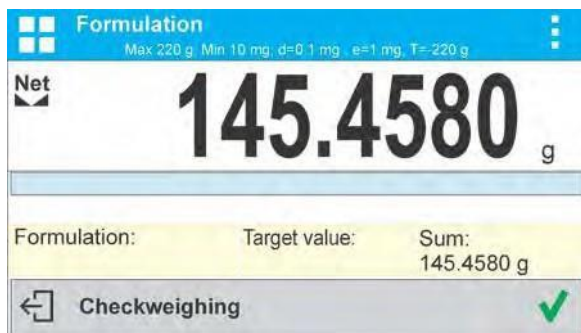 Formulation
Max 220 g, Min 10 mg, d=0.1 mg , e=1 mg, T=-220 g
Net
145.4580 g
Formulation: Target value: Sum:
145.4580 g
Checkweighing